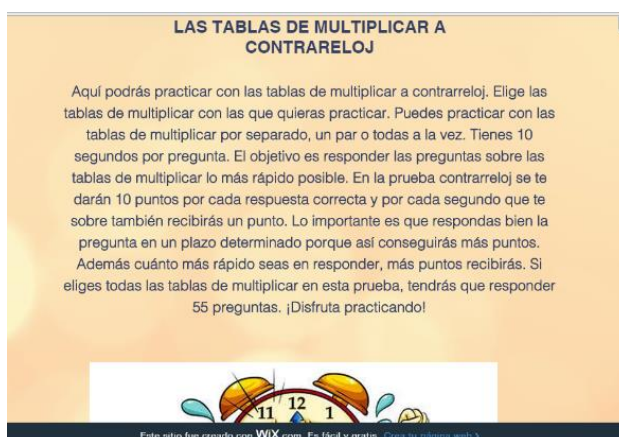 LAS TABLAS DE MULTIPLICAR A
CONTRARELOJ
Aquí podrás practicar con las tablas de multiplicar a contrarreloj. Elige las
tablas de multiplicar con las que quieras practicar. Puedes practicar con las
tablas de multiplicar por separado, un par o todas a la vez. Tienes 10
segundos por pregunta. El objetivo es responder las preguntas sobre las
tablas de multiplicar lo más rápido posible. En la prueba contrarreloj se te
darán 10 puntos por cada respuesta correcta y por cada segundo que te
sobre también recibirás un punto. Lo importante es que respondas bien la
pregunta en un plazo determinado porque así conseguirás más puntos.
Además cuánto más rápido seas en responder, más puntos recibirás. Si
eliges todas las tablas de multiplicar en esta prueba, tendrás que responder
55 preguntas. ¡Disfruta practicando!
11 12 1
Este sitio fue creado con WiX.com. Es fácil y gratis. Crea tu página web >